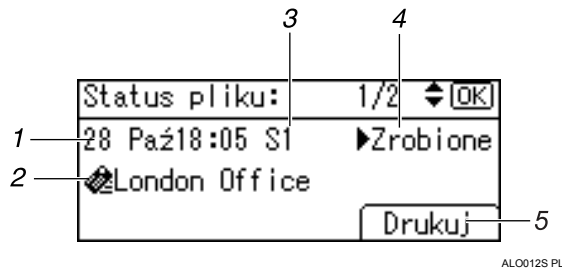 3 4
Status pliku: 1/2 OK
1 28 Paź18:05 S1 Zrobione
2 London Office
Drukuj 5
ALO012S PL